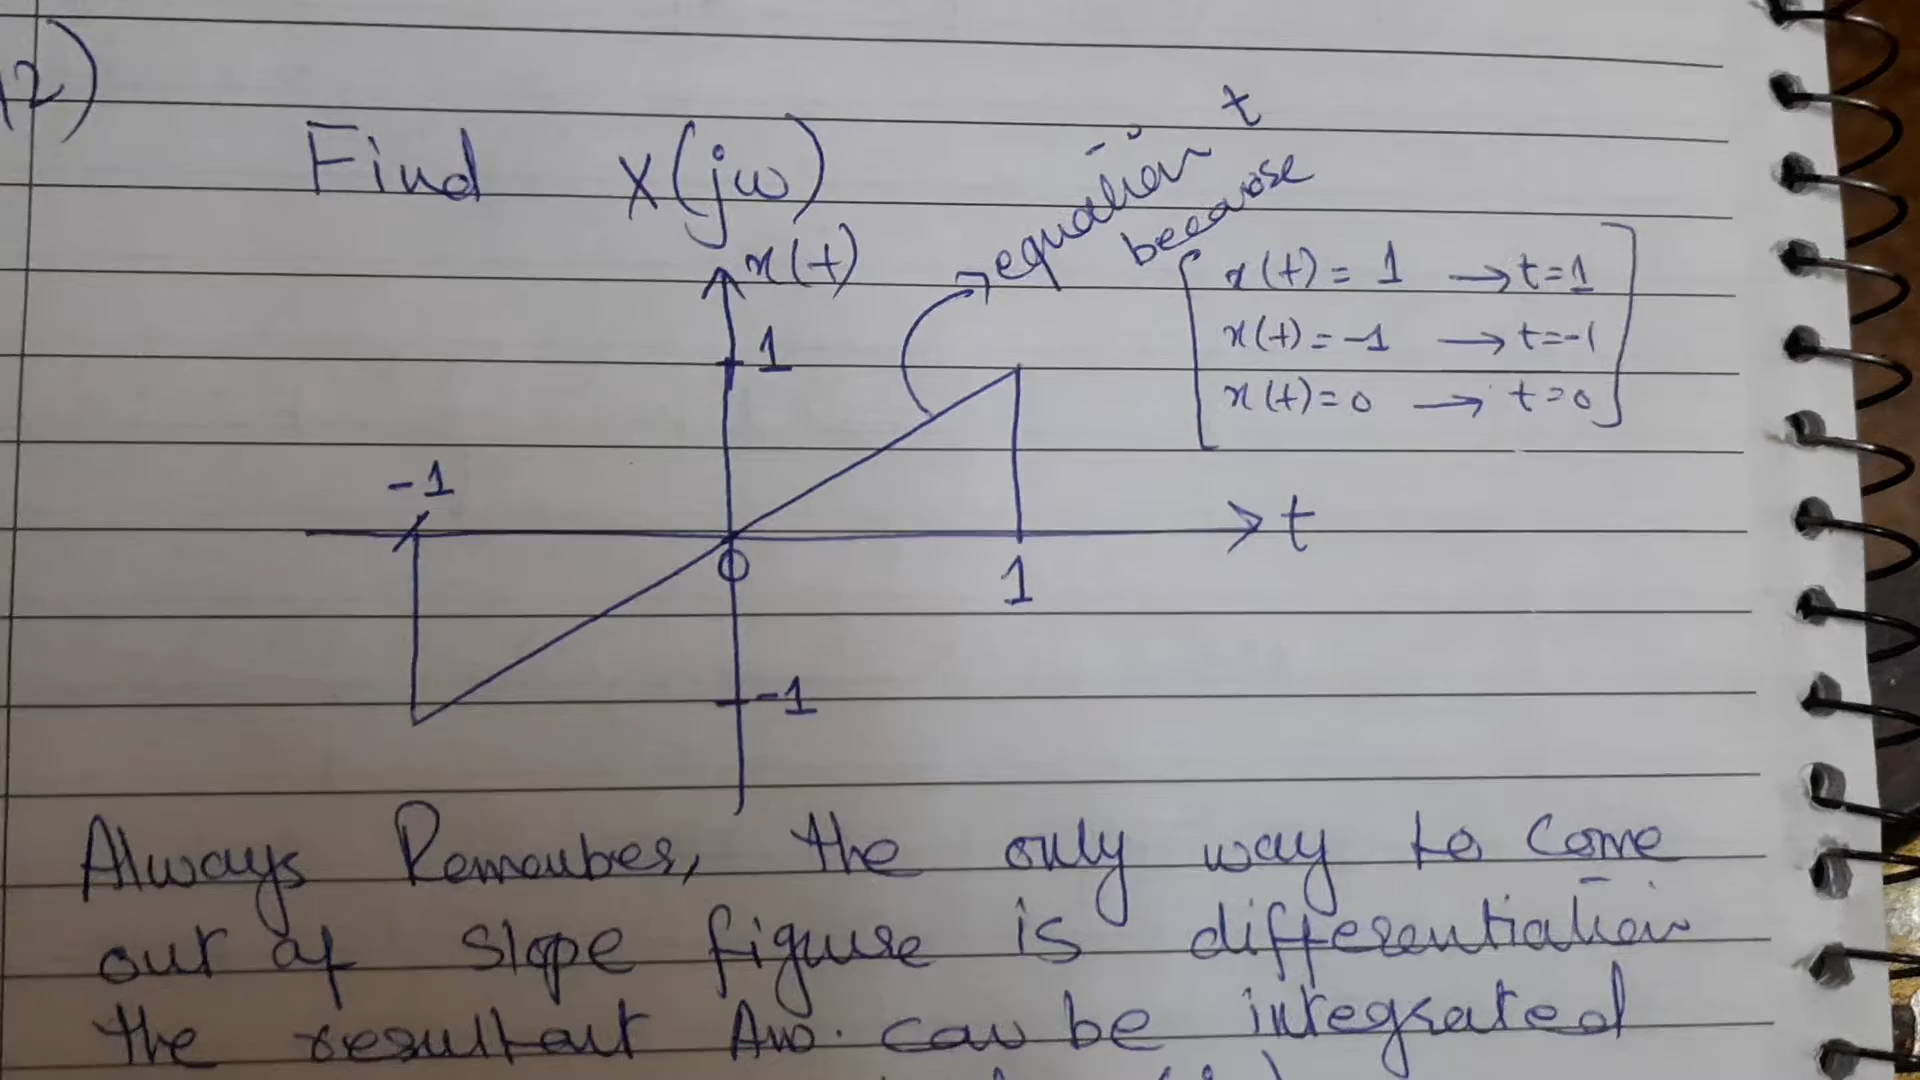 12)
Find X(jω)
x(t)
equation t
because
x(t) = 1 → t=1
x(t) = -1 → t=-1
x(t) = 0 → t=0
1
-1
t
0
1
-1
Always Remember, the only way to come
out of slope figure is differentiation
the resultant Ans. can be integrated